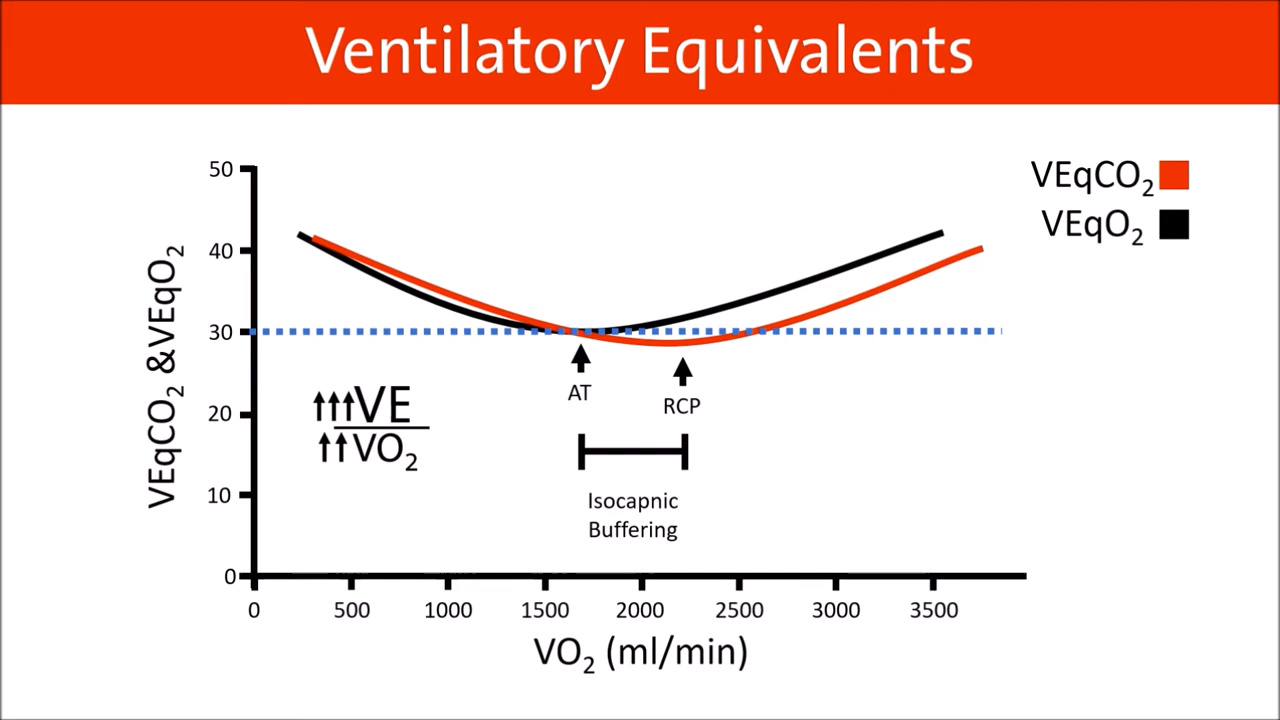 Ventilatory Equivalents
VEqCO₂
VEqO₂
VEqCO₂ &VEqO₂
50
40
30
20
10
0
↑↑↑VE
↑↑VO₂
AT
RCP
Isocapnic
Buffering
0 500 1000 1500 2000 2500 3000 3500
VO₂ (ml/min)